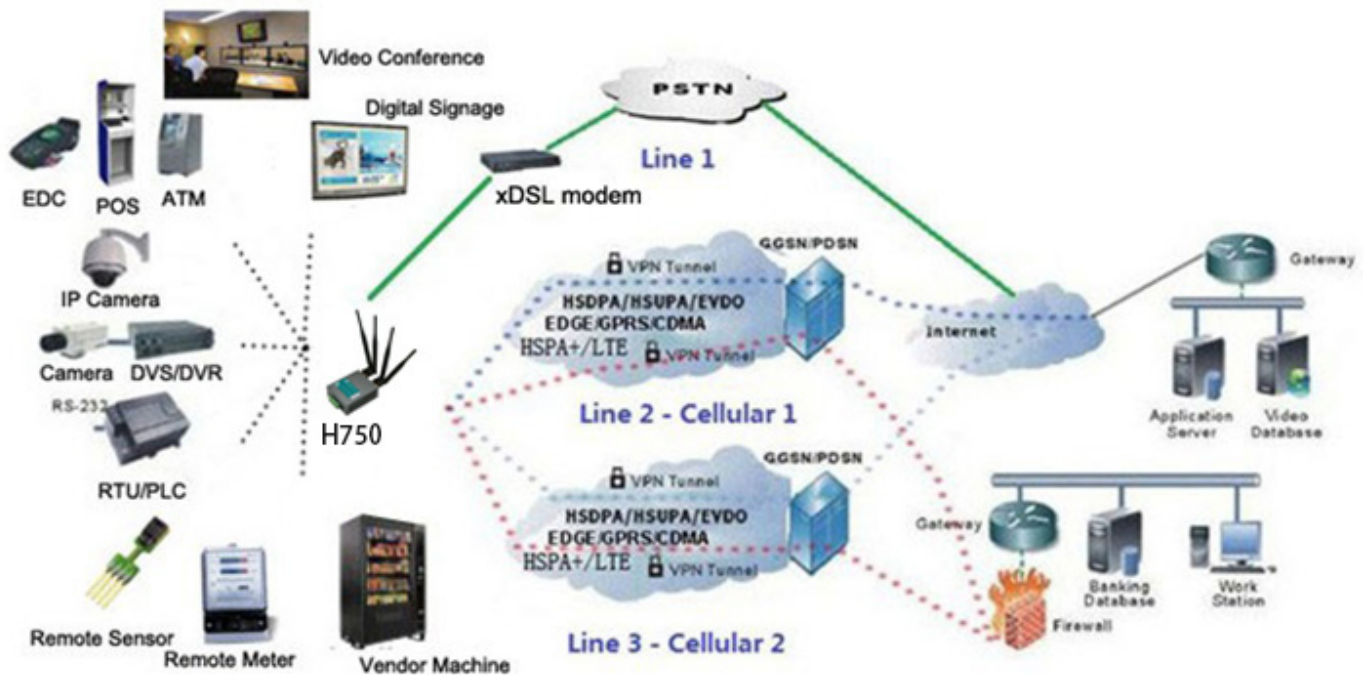 Video Conference
Digital Signage
PSTN
Line 1
xDSL modem
EDC
POS
ATM
IP Camera
Camera
DVS/DVR
RS-232
RTU/PLC
H750
Remote Sensor
Remote Meter
Vendor Machine
GGSN/PDSN
VPN Tunnel
HSDPA/HSUPA/EVDO
EDGE/GPRS/CDMA
HSPA+/LTE
VPN Tunnel
Line 2 - Cellular 1
GGSN/PDSN
VPN Tunnel
HSDPA/HSUPA/EVDO
EDGE/GPRS/CDMA
HSPA+/LTE
VPN Tunnel
Line 3 - Cellular 2
Internet
Gateway
Application
Server
Video
Database
Gateway
Banking
Database
Work
Station
Firewall